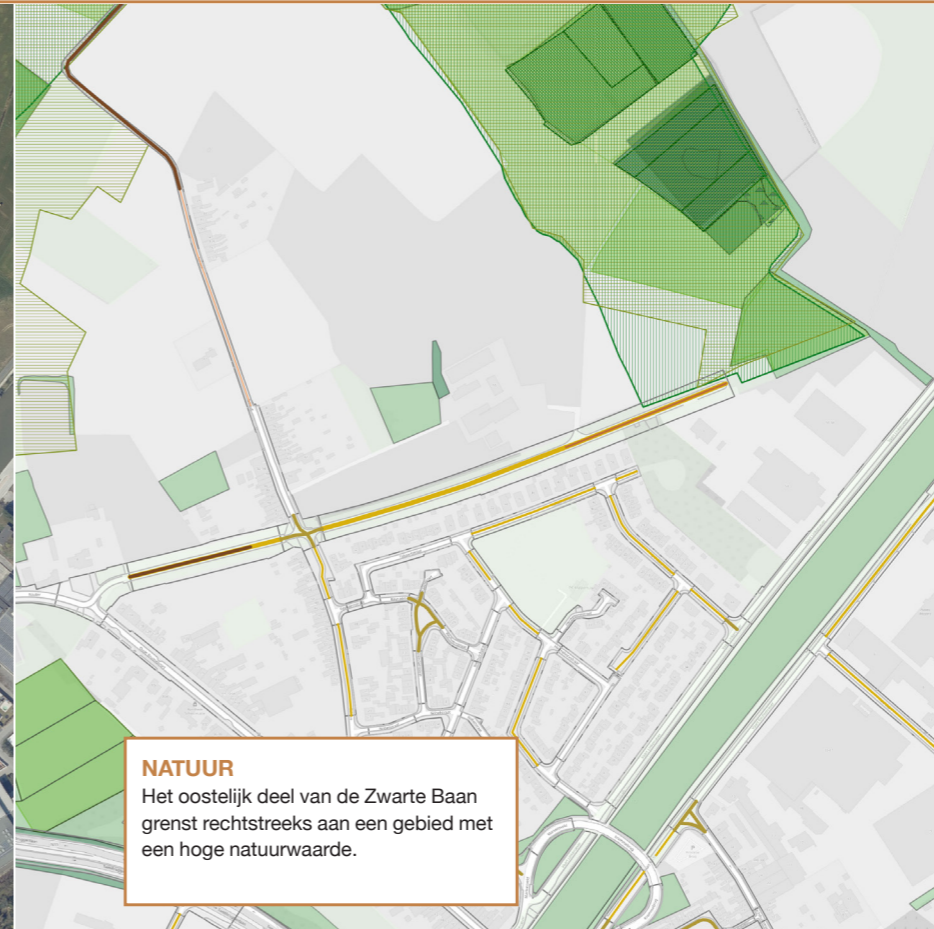 NATUUR
Het oostelijk deel van de Zwarte Baan
grenst rechtstreeks aan een gebied met
een hoge natuurwaarde.